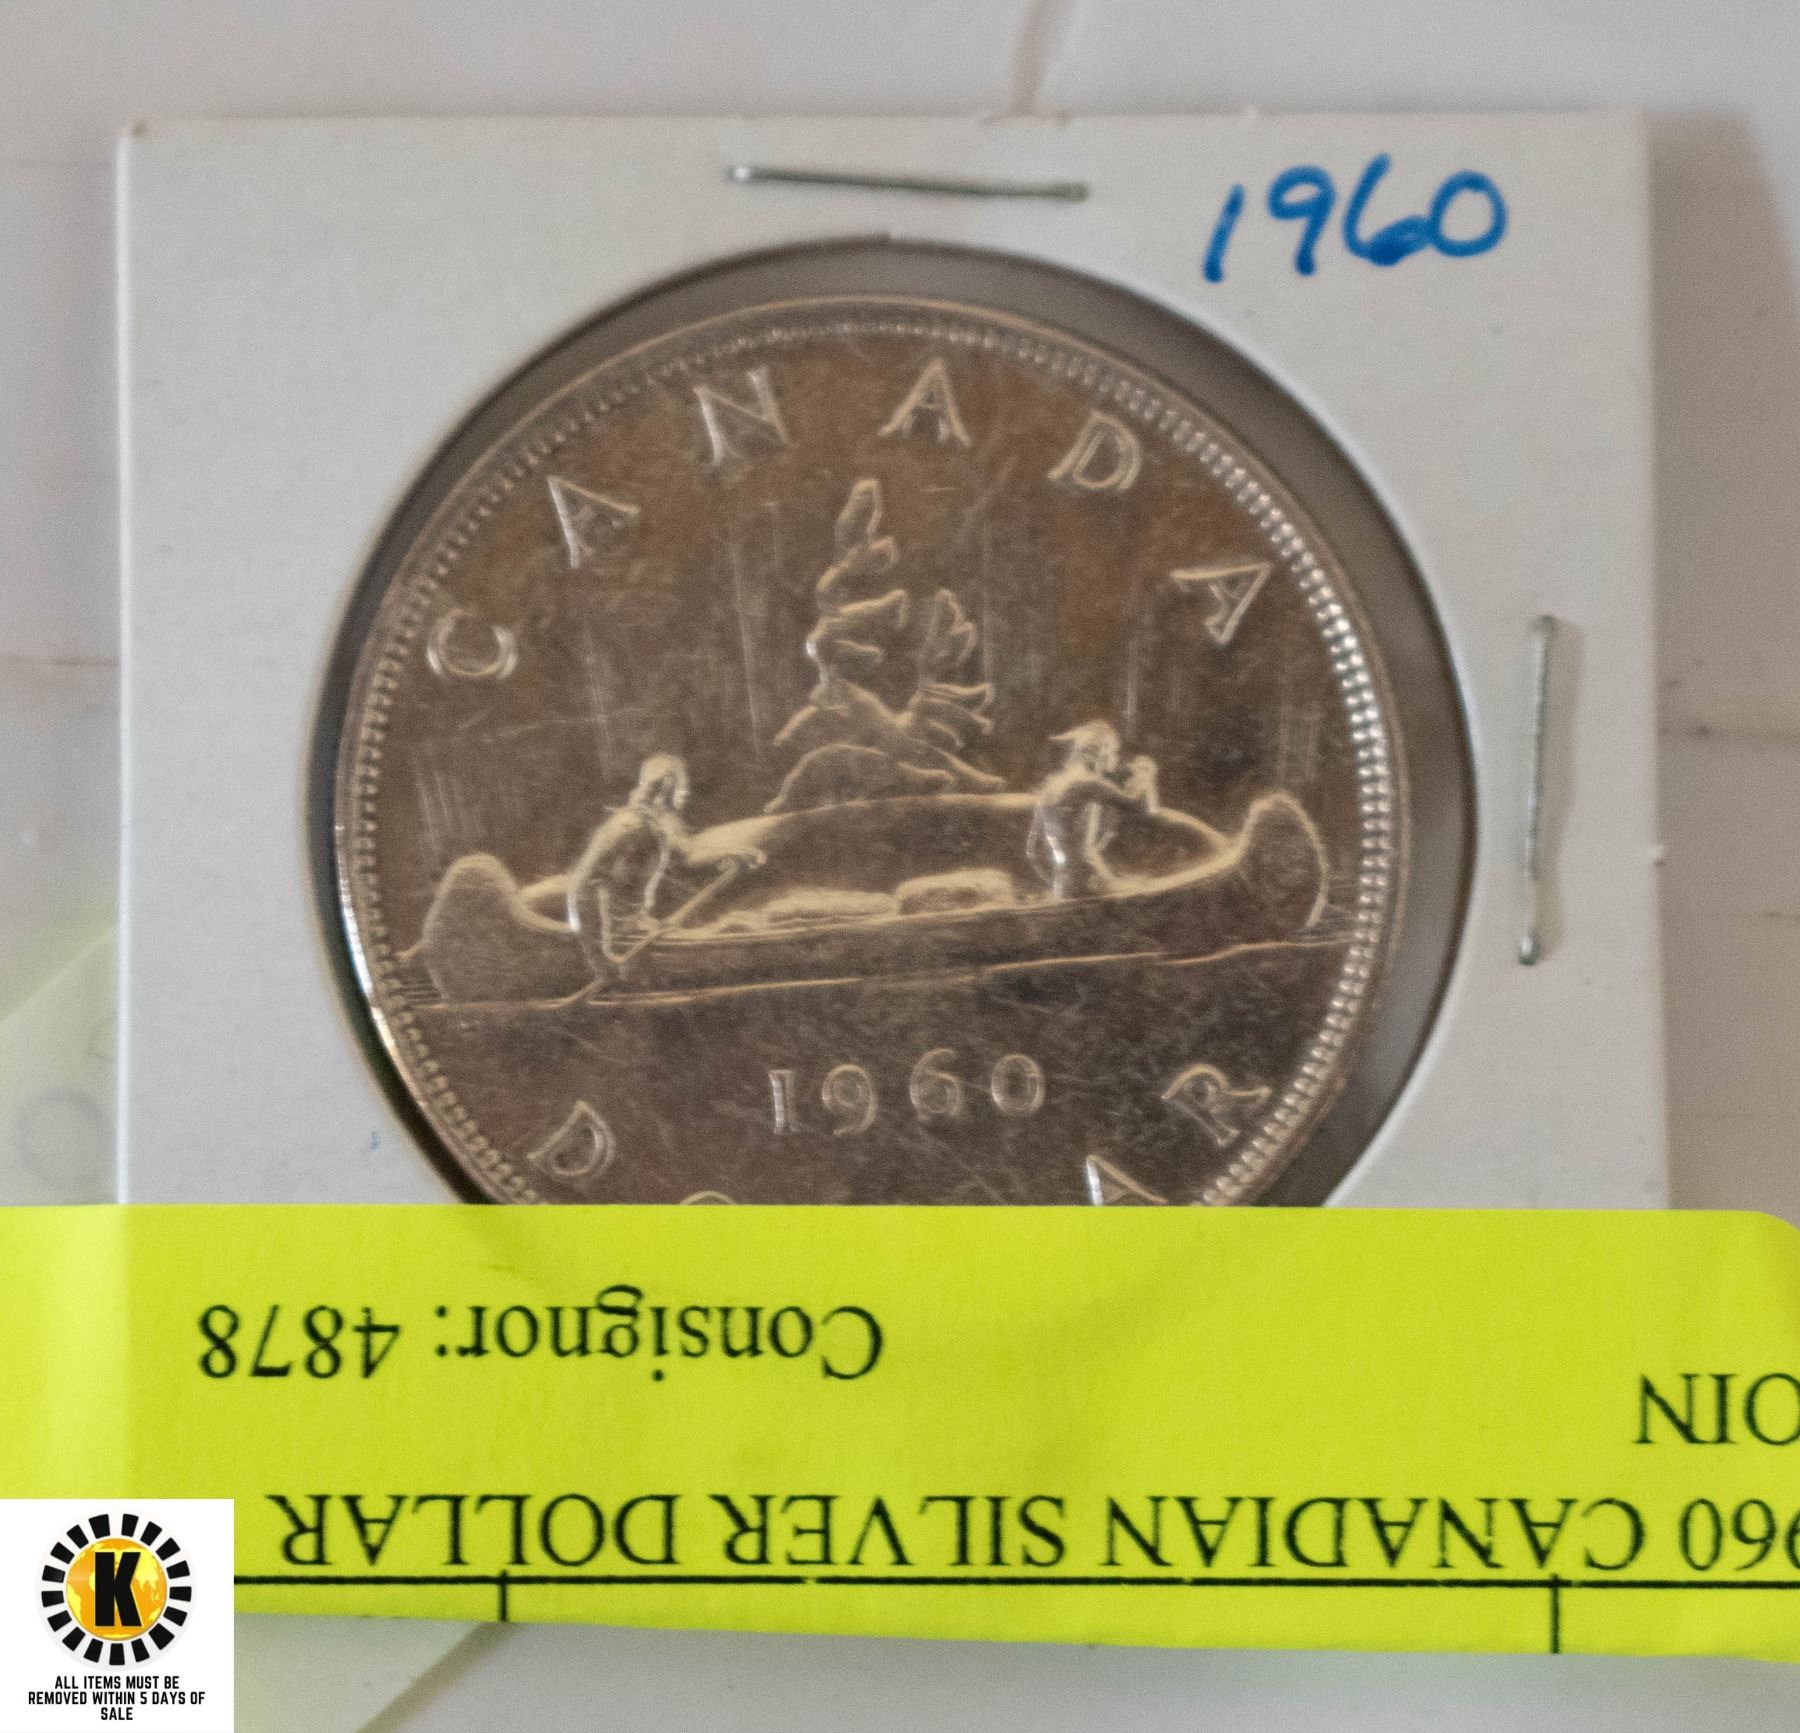 1960
CANADA
1960
D AR
Consignor: 4878
960 CANADIAN SILVER DOLLAR
OIN
K
ALL ITEMS MUST BE
REMOVED WITHIN 5 DAYS OF
SALE